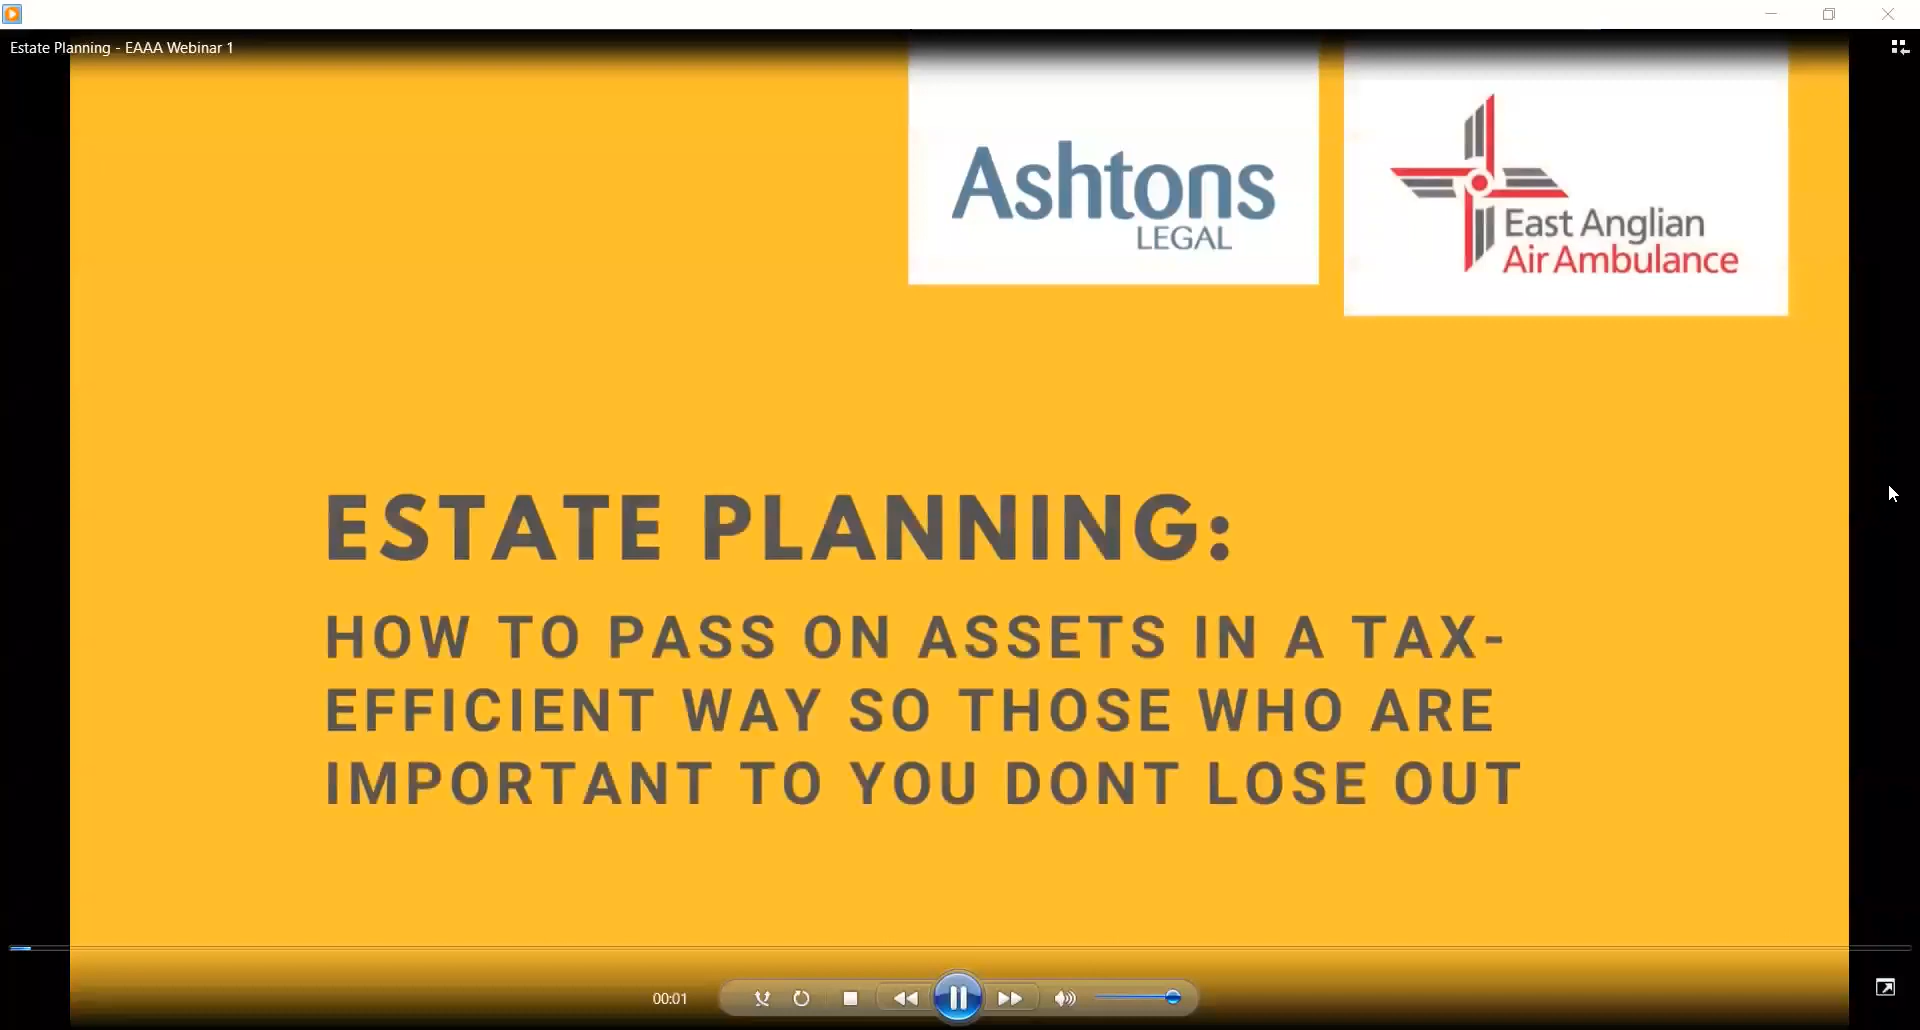 Estate Planning - EAAA Webinar 1
Ashtons
LEGAL
East Anglian
Air Ambulance
ESTATE PLANNING:
HOW TO PASS ON ASSETS IN A TAX-
EFFICIENT WAY SO THOSE WHO ARE
IMPORTANT TO YOU DONT LOSE OUT
00:01